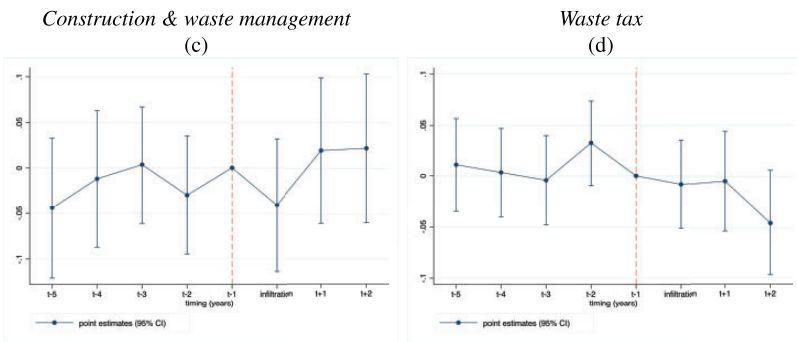 Construction & waste management
(c)
.1
.05
0
-.05
-.1
t-5 t-4 t-3 t-2 t-1 infiltration t+1 t+2
timing (years)
point estimates (95% CI)
Waste tax
(d)
.1
.05
0
-.05
-.1
t-5 t-4 t-3 t-2 t-1 infiltration t+1 t+2
timing (years)
point estimates (95% CI)